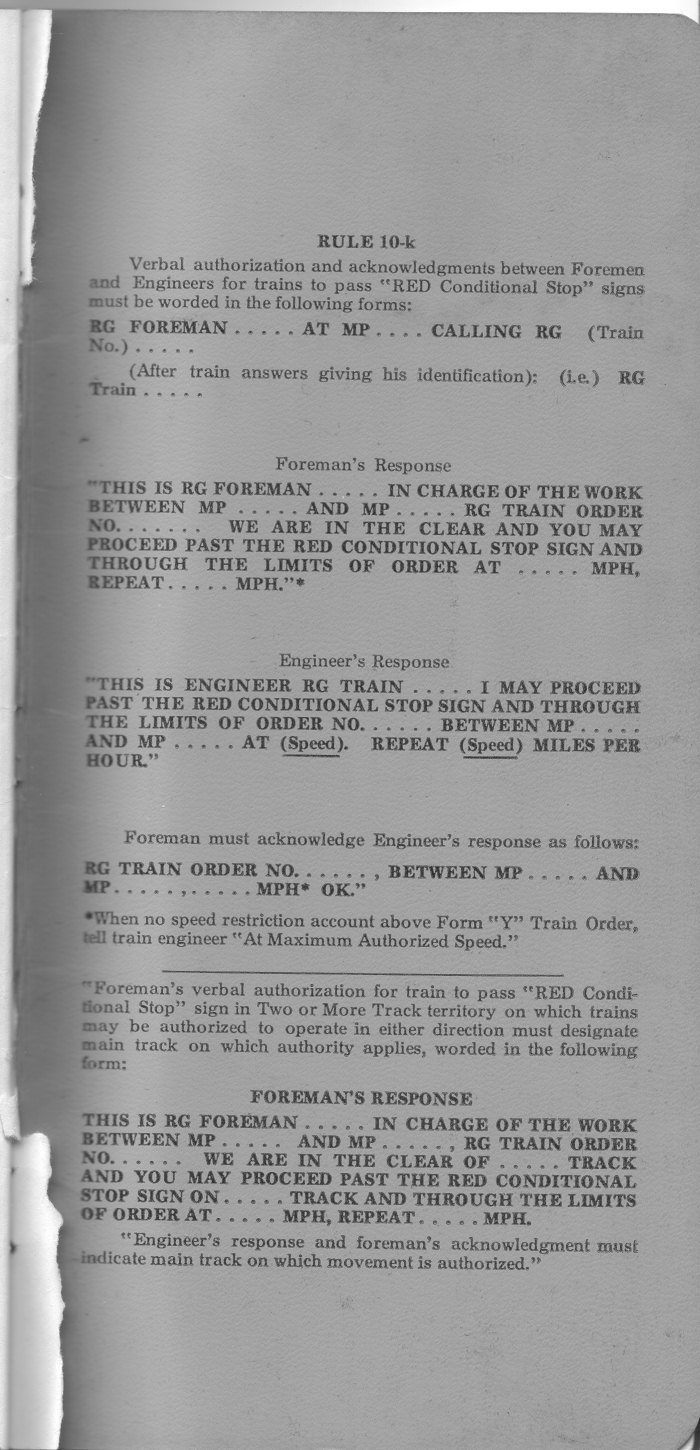 RULE 10-k
Verbal authorization and acknowledgments between Foremen
and Engineers for trains to pass "RED Conditional Stop" signs
must be worded in the following forms:
RG FOREMAN . . . . . AT MP . . . . CALLING RG (Train
No.) . . . . .
(After train answers giving his identification): (i.e.) RG
Train . . . . .
Foreman's Response
"THIS IS RG FOREMAN . . . . . IN CHARGE OF THE WORK
BETWEEN MP . . . . . AND MP . . . . . RG TRAIN ORDER
NO. . . . . . . WE ARE IN THE CLEAR AND YOU MAY
PROCEED PAST THE RED CONDITIONAL STOP SIGN AND
THROUGH THE LIMITS OF ORDER AT . . . . . MPH,
REPEAT . . . . . MPH."*
Engineer's Response
"THIS IS ENGINEER RG TRAIN . . . . . I MAY PROCEED
PAST THE RED CONDITIONAL STOP SIGN AND THROUGH
THE LIMITS OF ORDER NO. . . . . . BETWEEN MP . . . . .
AND MP . . . . . AT (Speed). REPEAT (Speed) MILES PER
HOUR."
Foreman must acknowledge Engineer's response as follows:
RG TRAIN ORDER NO. . . . . . , BETWEEN MP . . . . . AND
MP . . . . . , . . . . . MPH* OK."
*When no speed restriction account above Form "Y" Train Order,
tell train engineer "At Maximum Authorized Speed."
"Foreman's verbal authorization for train to pass "RED Condi-
tional Stop" sign in Two or More Track territory on which trains
may be authorized to operate in either direction must designate
main track on which authority applies, worded in the following
form:
FOREMAN'S RESPONSE
THIS IS RG FOREMAN . . . . . IN CHARGE OF THE WORK
BETWEEN MP . . . . . AND MP . . . . . , RG TRAIN ORDER
NO. . . . . . WE ARE IN THE CLEAR OF . . . . . TRACK
AND YOU MAY PROCEED PAST THE RED CONDITIONAL
STOP SIGN ON . . . . . TRACK AND THROUGH THE LIMITS
OF ORDER AT . . . . . MPH, REPEAT . . . . . MPH.
"Engineer's response and foreman's acknowledgment must
indicate main track on which movement is authorized."